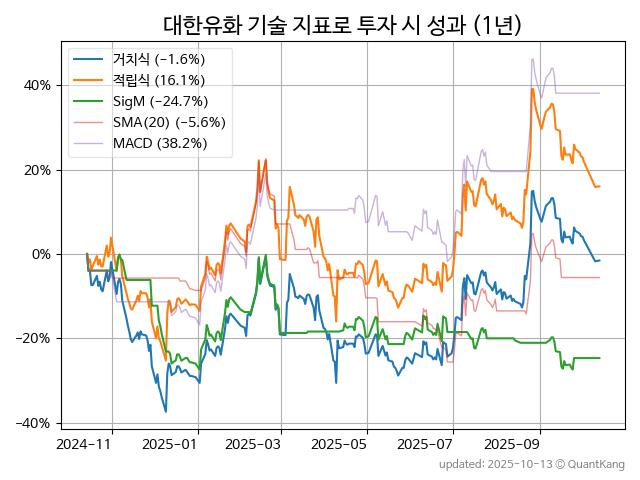 대한유화 기술 지표로 투자 시 성과 (1년)
거치식 (−1.6%)
적립식 (16.1%)
SigM (−24.7%)
SMA(20) (−5.6%)
MACD (38.2%)
40%
20%
0%
−20%
−40%
2024-11
2025-01
2025-03
2025-05
2025-07
2025-09
updated: 2025-10-13 © QuantKang